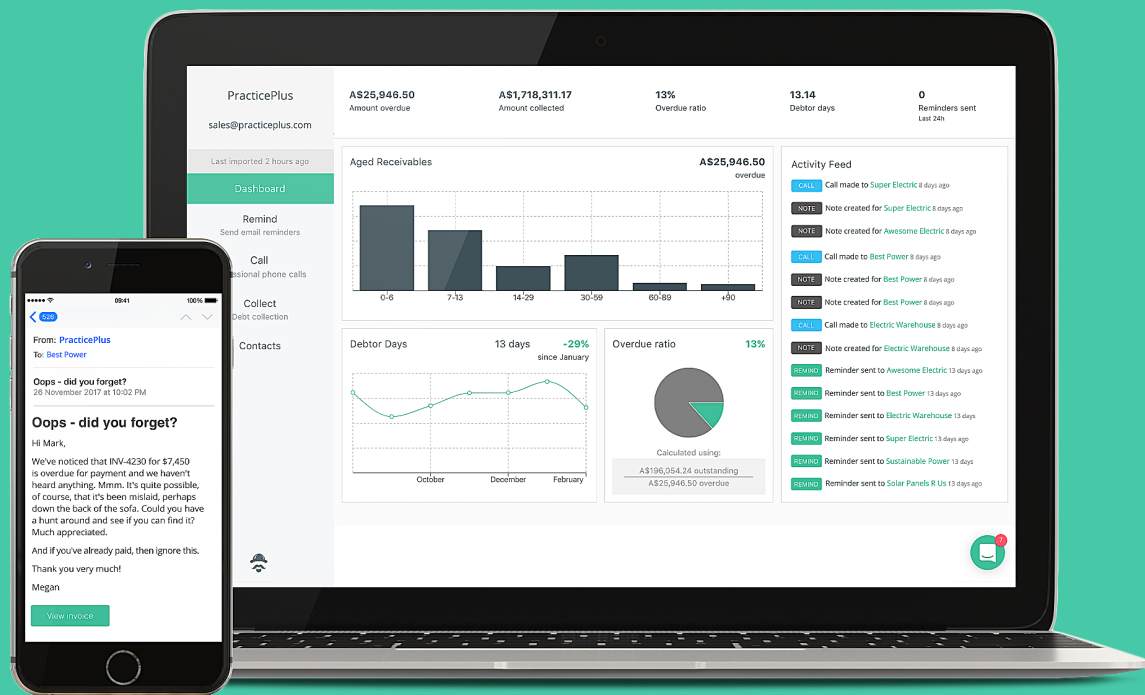 PracticePlus
sales@practiceplus.com
Last imported 2 hours ago
Dashboard
Remind
Send email reminders
Call
ssional phone calls
Collect
Debt collection
Contacts
A$25,946.50
Amount overdue
A$1,718,311.17
Amount collected
13%
Overdue ratio
13.14
Debtor days
0
Reminders sent
Last 24h
Aged Receivables
A$25,946.50
overdue
0-6 7-13 14-29 30-59 60-89 +90
Debtor Days 13 days -29%
since January
October December February
Overdue ratio 13%
Calculated using:
A$196,054.24 outstanding
A$25,946.50 overdue
Activity Feed
CALL Call made to Super Electric 8 days ago
NOTE Note created for Super Electric 8 days ago
NOTE Note created for Awesome Electric 8 days ago
CALL Call made to Best Power 8 days ago
NOTE Note created for Best Power 8 days ago
NOTE Note created for Best Power 8 days ago
CALL Call made to Electric Warehouse 8 days ago
NOTE Note created for Electric Warehouse 8 days ago
REMIND Reminder sent to Awesome Electric 13 days ago
REMIND Reminder sent to Best Power 13 days ago
REMIND Reminder sent to Electric Warehouse 13 days
REMIND Reminder sent to Super Electric 13 days ago
REMIND Reminder sent to Sustainable Power 13 days
REMIND Reminder sent to Solar Panels R Us 13 days ago
7
09:41 100%
526
From: PracticePlus
To: Best Power
Oops - did you forget?
26 November 2017 at 10:02 PM
Oops - did you forget?
Hi Mark,
We've noticed that INV-4230 for $7,450
is overdue for payment and we haven't
heard anything. Mmm. It's quite possible,
of course, that it's been mislaid, perhaps
down the back of the sofa. Could you have
a hunt around and see if you can find it?
Much appreciated.
And if you've already paid, then ignore this.
Thank you very much!
Megan
View invoice